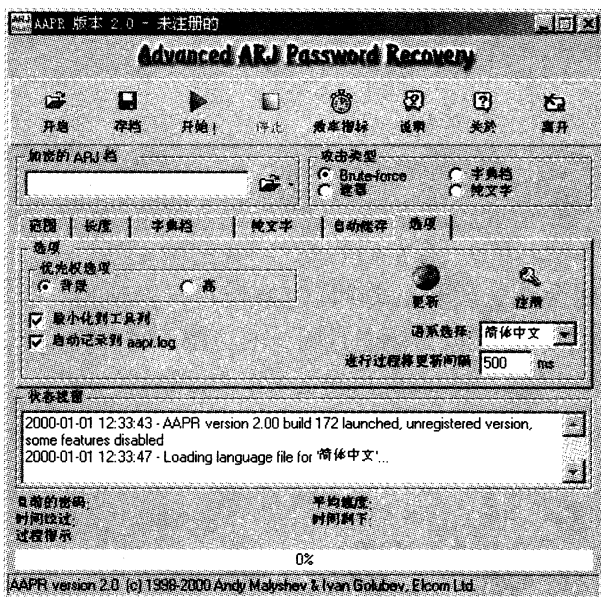 AAPR 版本 2.0 - 未注册的
Advanced ARJ Password Recovery
开启 存档 开始! 停止 效率指标 说明 关於 离开
加密的 ARJ 档
攻击类型
Brute-force 字典档
纯文字
范围 长度 字典档 纯文字 自动储存 选项
选项
优先权选项
背景 高
更新 注册
最小化到工具列
启动记录到 aapr.log
语系选择: 简体中文
进行过程棒更新间隔 500 ms
状态视窗
2000-01-01 12:33:43 - AAPR version 2.00 build 172 launched, unregistered version,
some features disabled
2000-01-01 12:33:47 - Loading language file for '简体中文'...
目前的密码: 平均速度:
时间经过: 时间剩下:
过程指示
0%
AAPR version 2.0 (c) 1998-2000 Andy Malyshev & Ivan Golubev, Elcom Ltd.